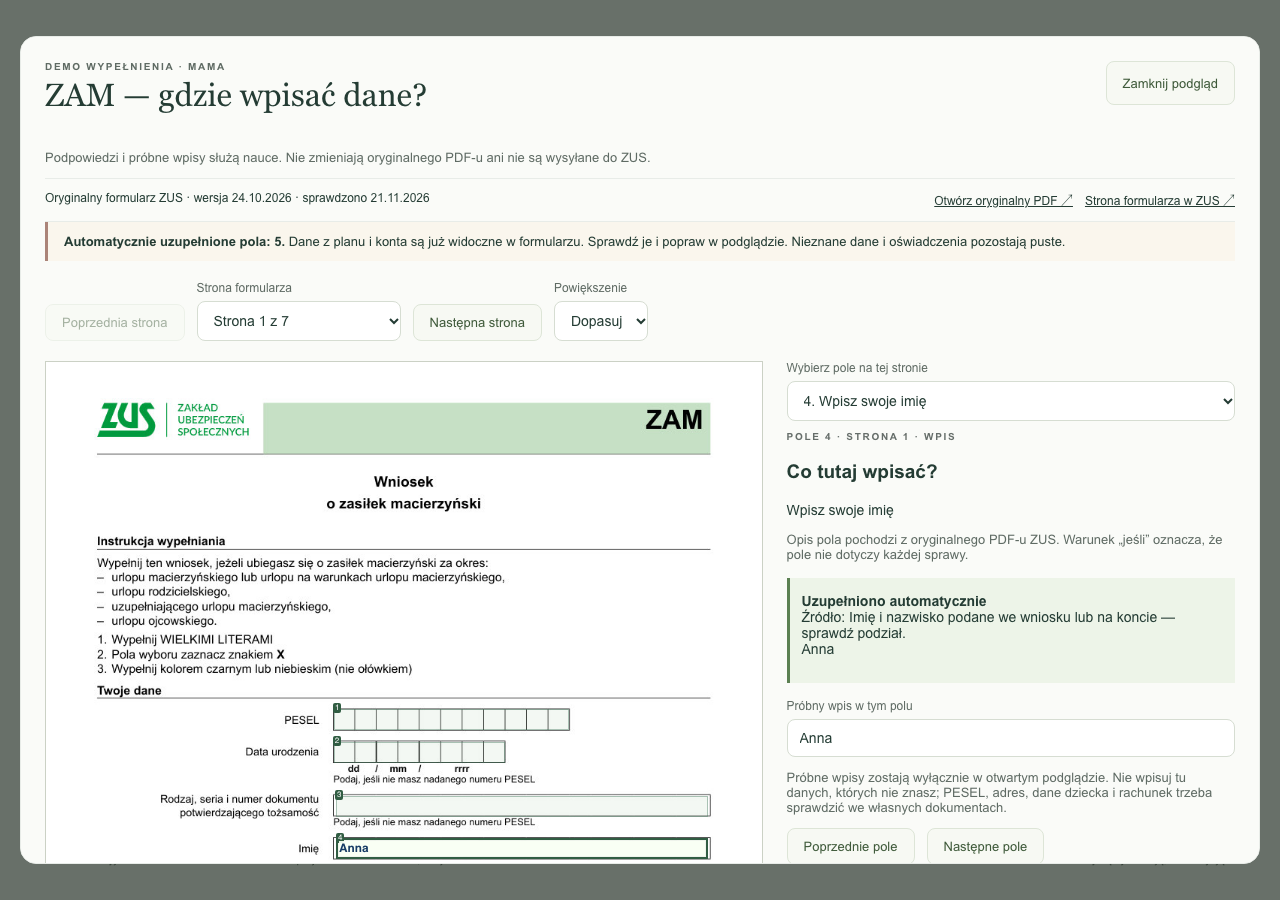 DEMO WYPEŁNIENIA · MAMA
ZAM — gdzie wpisać dane?
Zamknij podgląd
Podpowiedzi i próbne wpisy służą nauce. Nie zmieniają oryginalnego PDF-u ani nie są wysyłane do ZUS.
Oryginalny formularz ZUS · wersja 24.10.2026 · sprawdzono 21.11.2026
Otwórz oryginalny PDF ↗ Strona formularza w ZUS ↗
Automatycznie uzupełnione pola: 5. Dane z planu i konta są już widoczne w formularzu. Sprawdź je i popraw w podglądzie. Nieznane dane i oświadczenia pozostają puste.
Poprzednia strona
Strona formularza
Strona 1 z 7
Następna strona
Powiększenie
Dopasuj
ZUS
ZAKŁAD
UBEZPIECZEŃ
SPOŁECZNYCH
ZAM
Wniosek
o zasiłek macierzyński
Instrukcja wypełniania
Wypełnij ten wniosek, jeżeli ubiegasz się o zasiłek macierzyński za okres:
– urlopu macierzyńskiego lub urlopu na warunkach urlopu macierzyńskiego,
– urlopu rodzicielskiego,
– uzupełniającego urlopu macierzyńskiego,
– urlopu ojcowskiego.
1. Wypełnij WIELKIMI LITERAMI
2. Pola wyboru zaznacz znakiem X
3. Wypełnij kolorem czarnym lub niebieskim (nie ołówkiem)
Twoje dane
PESEL
1
Data urodzenia
2
dd / mm / rrrr
Podaj, jeśli nie masz nadanego numeru PESEL
Rodzaj, seria i numer dokumentu
potwierdzającego tożsamość
3
Podaj, jeśli nie masz nadanego numeru PESEL
Imię
4
Anna
Wybierz pole na tej stronie
4. Wpisz swoje imię
POLE 4 · STRONA 1 · WPIS
Co tutaj wpisać?
Wpisz swoje imię
Opis pola pochodzi z oryginalnego PDF-u ZUS. Warunek „jeśli” oznacza, że
pole nie dotyczy każdej sprawy.
Uzupełniono automatycznie
Źródło: Imię i nazwisko podane we wniosku lub na koncie —
sprawdź podział.
Anna
Próbny wpis w tym polu
Anna
Próbne wpisy zostają wyłącznie w otwartym podglądzie. Nie wpisuj tu
danych, których nie znasz; PESEL, adres, dane dziecka i rachunek trzeba
sprawdzić we własnych dokumentach.
Poprzednie pole
Następne pole